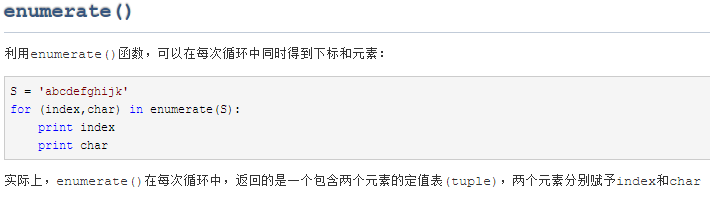 enumerate()
利用enumerate()函数，可以在每次循环中同时得到下标和元素：
S = 'abcdefghijk'
for (index,char) in enumerate(S):
    print index
    print char
实际上，enumerate()在每次循环中，返回的是一个包含两个元素的定值表(tuple)，两个元素分别赋予index和char